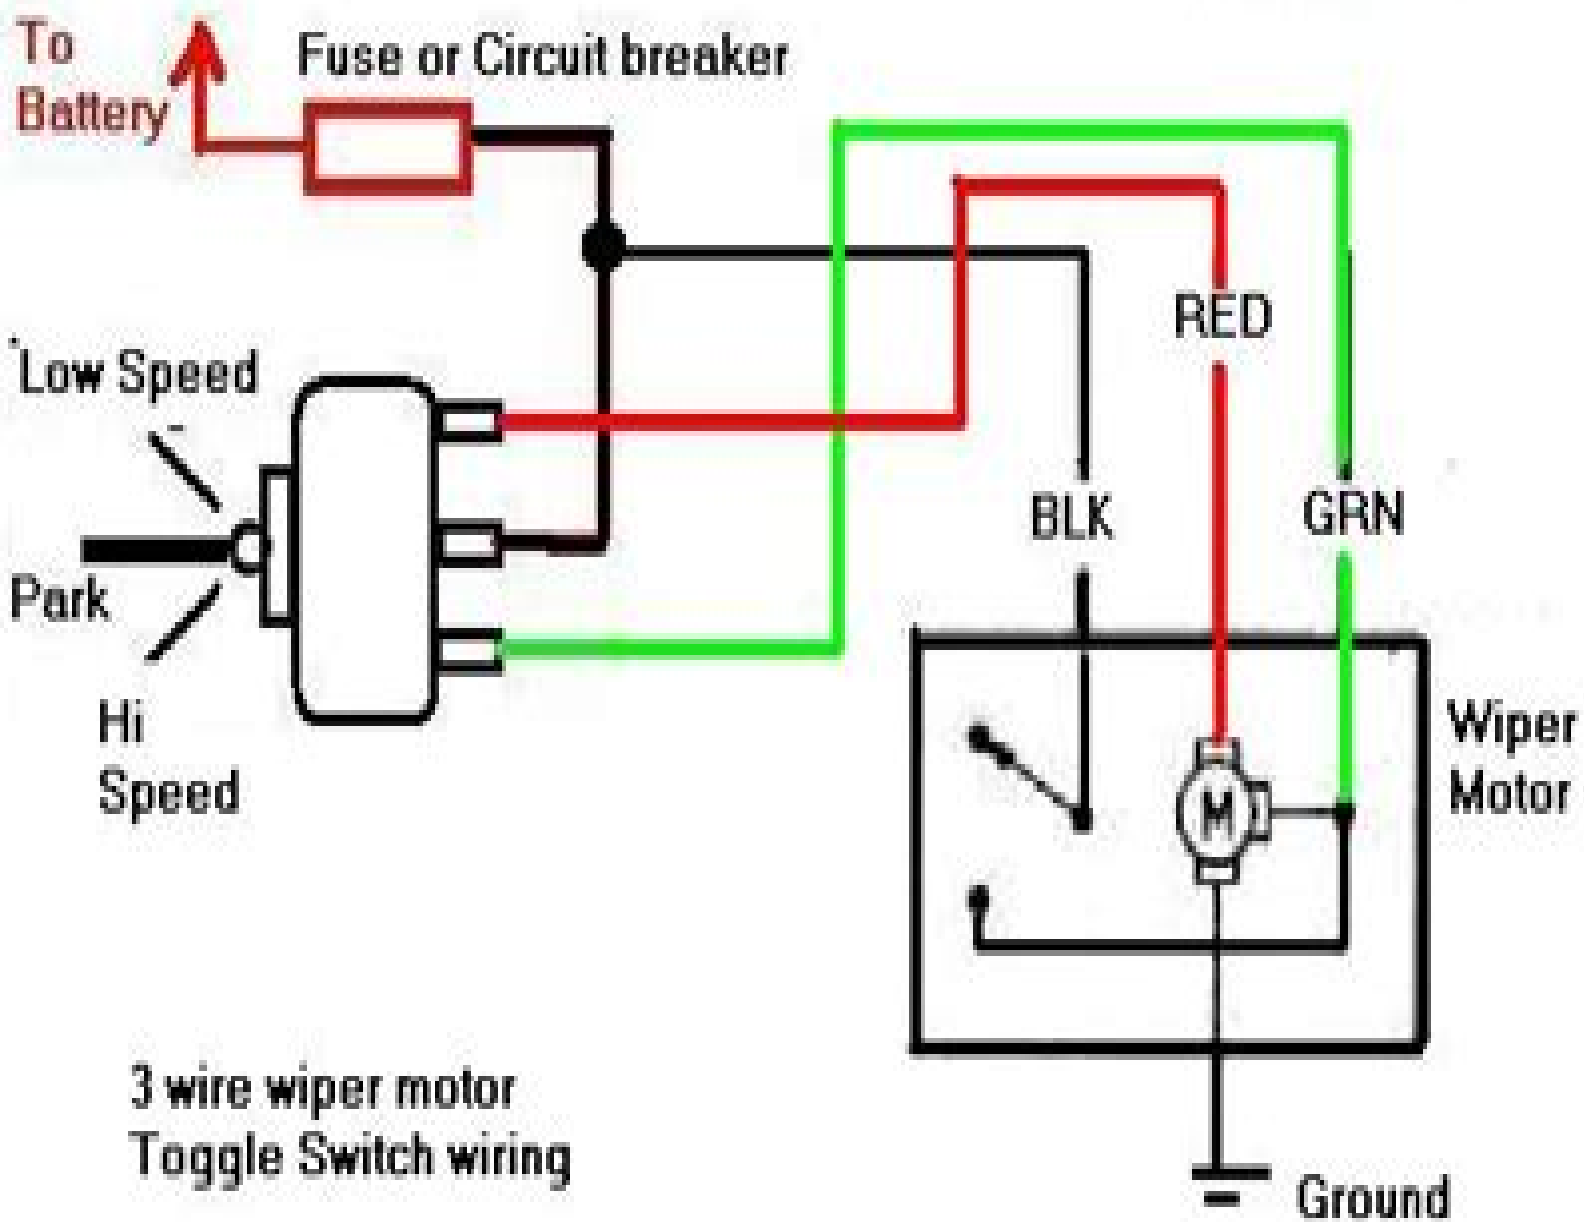 To
Battery
Fuse or Circuit breaker
RED
Low Speed
BLK
GRN
Park
Hi
Speed
Wiper
Motor
M
3 wire wiper motor
Toggle Switch wiring
Ground